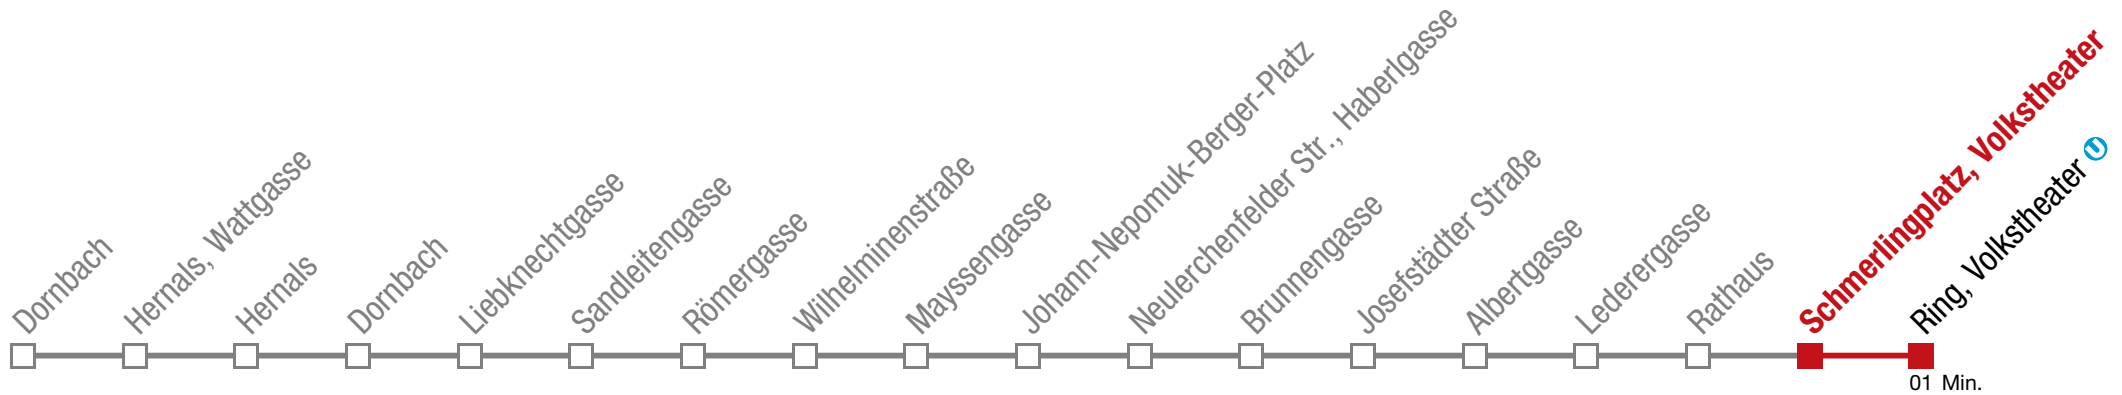 Dornbach
Hernals, Wattgasse
Hernals
Dornbach
Liebknechtgasse
Sandleitengasse
Römergasse
Wilhelminenstraße
Mayssengasse
Johann-Nepomuk-Berger-Platz
Neulerchenfelder Str., Haberlgasse
Brunnengasse
Josefstädter Straße
Albertgasse
Lederergasse
Rathaus
Schmerlingplatz, Volkstheater
Ring, Volkstheater U
01 Min.